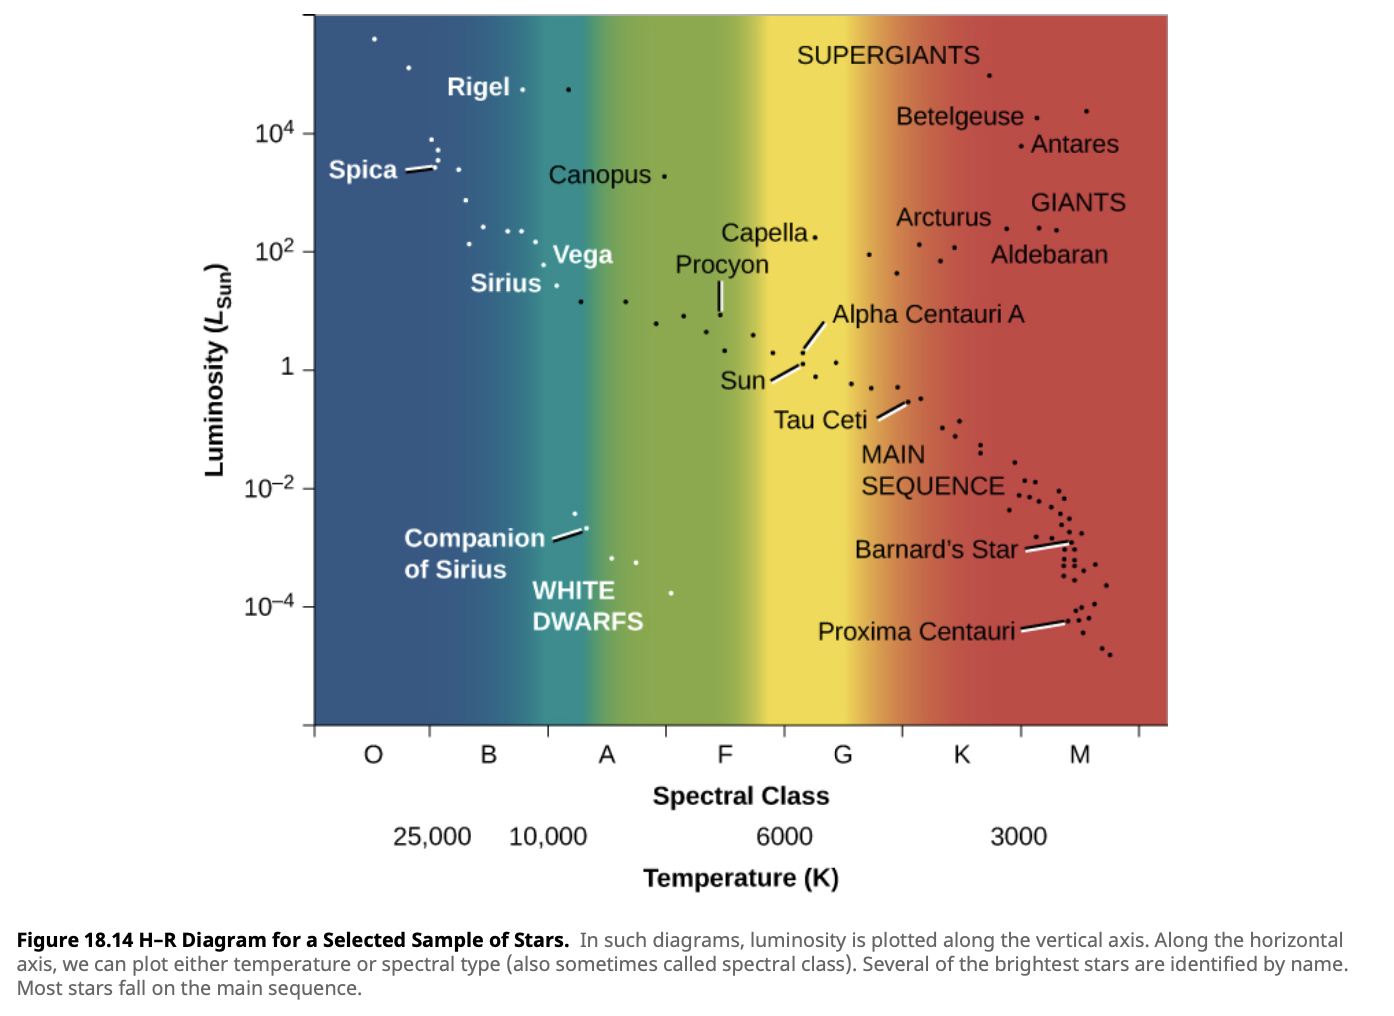 SUPERGIANTS
Rigel
Betelgeuse
10⁴
Antares
Spica
Canopus
GIANTS
Arcturus
Capella
10²
Vega
Aldebaran
Procyon
Sirius
Alpha Centauri A
Luminosity (L_Sun)
1
Sun
Tau Ceti
MAIN
SEQUENCE
10⁻²
Companion
of Sirius
Barnard’s Star
WHITE
DWARFS
10⁻⁴
Proxima Centauri
O B A F G K M
Spectral Class
25,000 10,000 6000 3000
Temperature (K)
Figure 18.14 H–R Diagram for a Selected Sample of Stars. In such diagrams, luminosity is plotted along the vertical axis. Along the horizontal
axis, we can plot either temperature or spectral type (also sometimes called spectral class). Several of the brightest stars are identified by name.
Most stars fall on the main sequence.